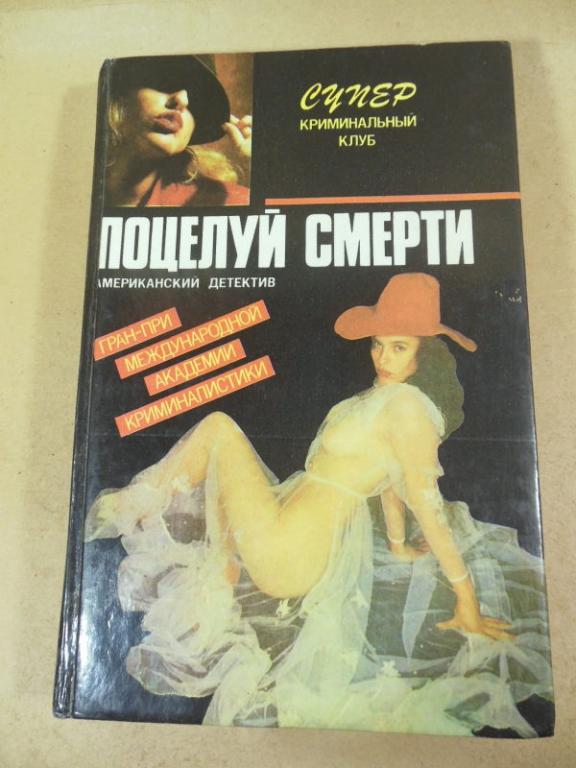 СУПЕР
КРИМИНАЛЬНЫЙ
КЛУБ
ПОЦЕЛУЙ СМЕРТИ
АМЕРИКАНСКИЙ ДЕТЕКТИВ
ГРАН-ПРИ
МЕЖДУНАРОДНОЙ
АКАДЕМИИ
КРИМИНАЛИСТИКИ